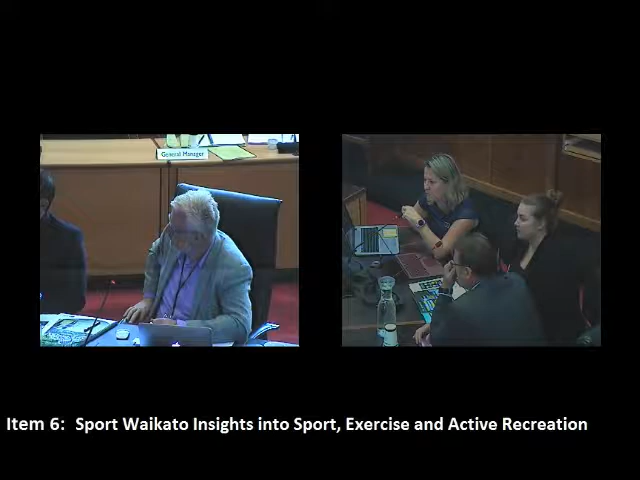 General Manager
Item 6: Sport Waikato Insights into Sport, Exercise and Active Recreation